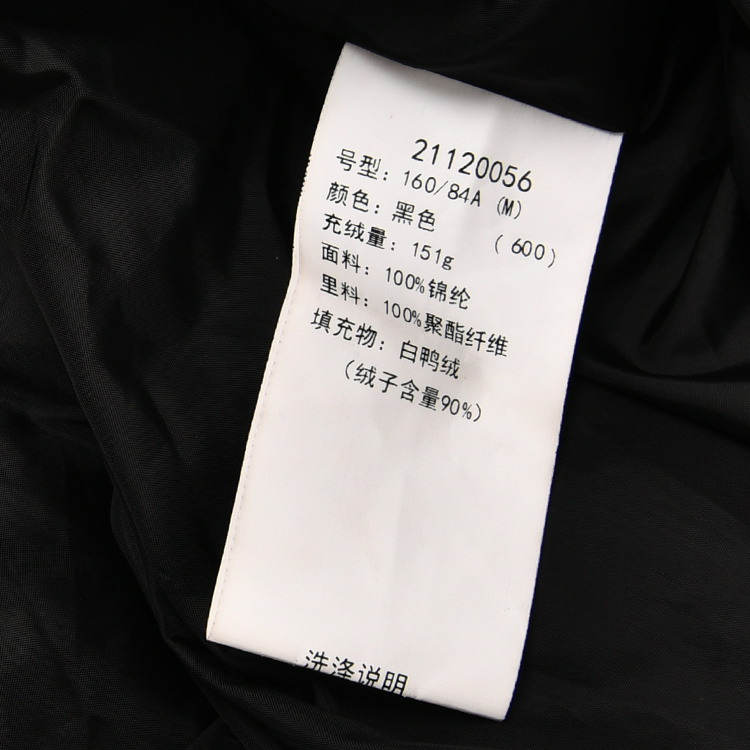 21120056
号型：160/84A (M)
颜色：黑色 (600)
充绒量：151g
面料：100%锦纶
里料：100%聚酯纤维
填充物：白鸭绒
(绒子含量90%)
洗涤说明